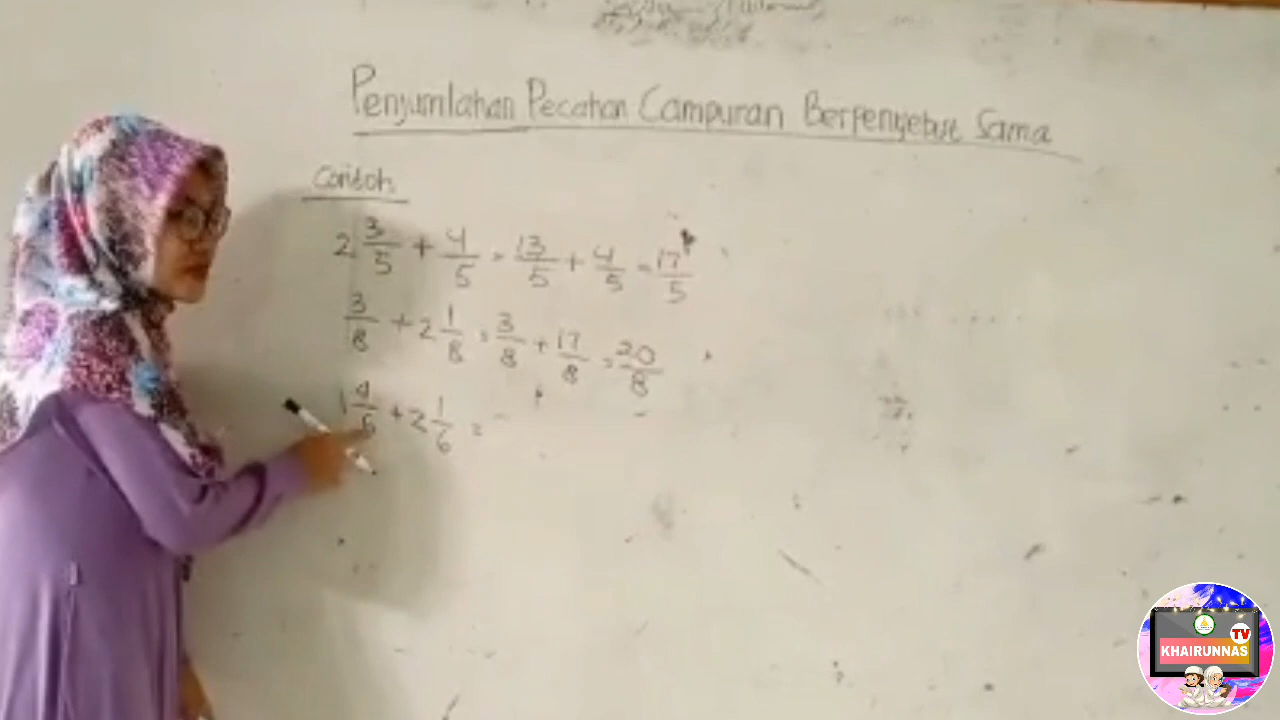 Penjumlahan Pecahan Campuran Berpenyebut Sama
Contoh
2 3/5 + 4/5 = 13/5 + 4/5 = 17/5
3/8 + 2 1/8 = 3/8 + 17/8 = 20/8
1 4/6 + 2 1/6 =
TV
KHAIRUNNAS